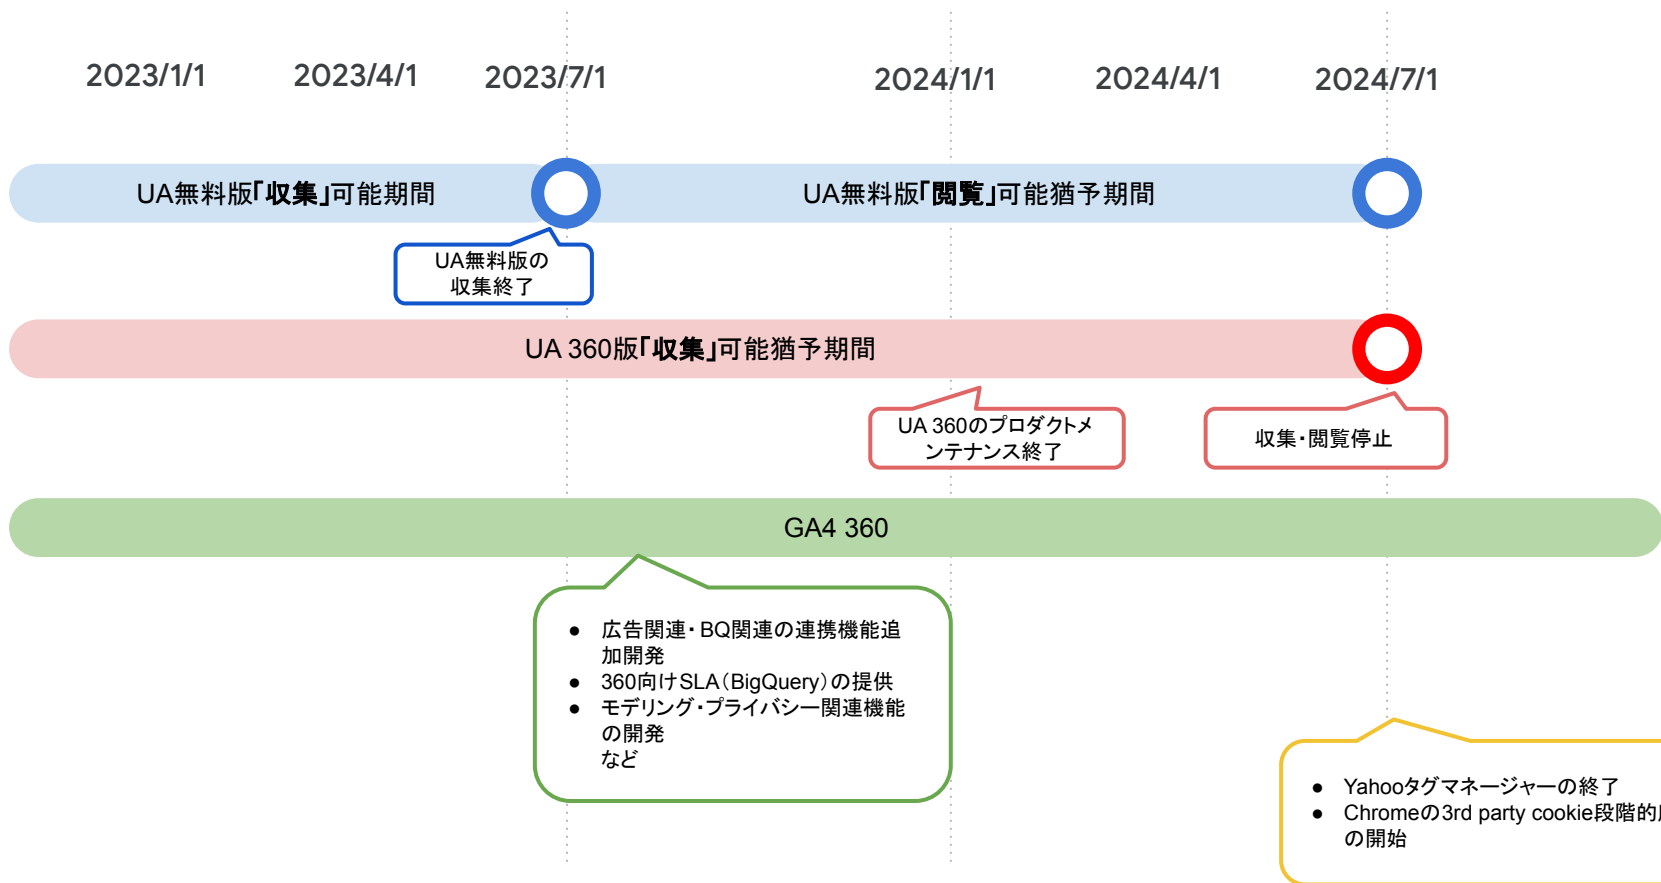 2023/1/1 2023/4/1 2023/7/1 2024/1/1 2024/4/1 2024/7/1
UA無料版「収集」可能期間
UA無料版「閲覧」可能猶予期間
UA無料版の
収集終了
UA 360版「収集」可能猶予期間
UA 360のプロダクトメ
ンテナンス終了
収集・閲覧停止
GA4 360
● 広告関連・BQ関連の連携機能追
加開発
● 360向けSLA（BigQuery）の提供
● モデリング・プライバシー関連機能
の開発
など
● Yahooタグマネージャーの終了
● Chromeの3rd party cookie段階的
の開始